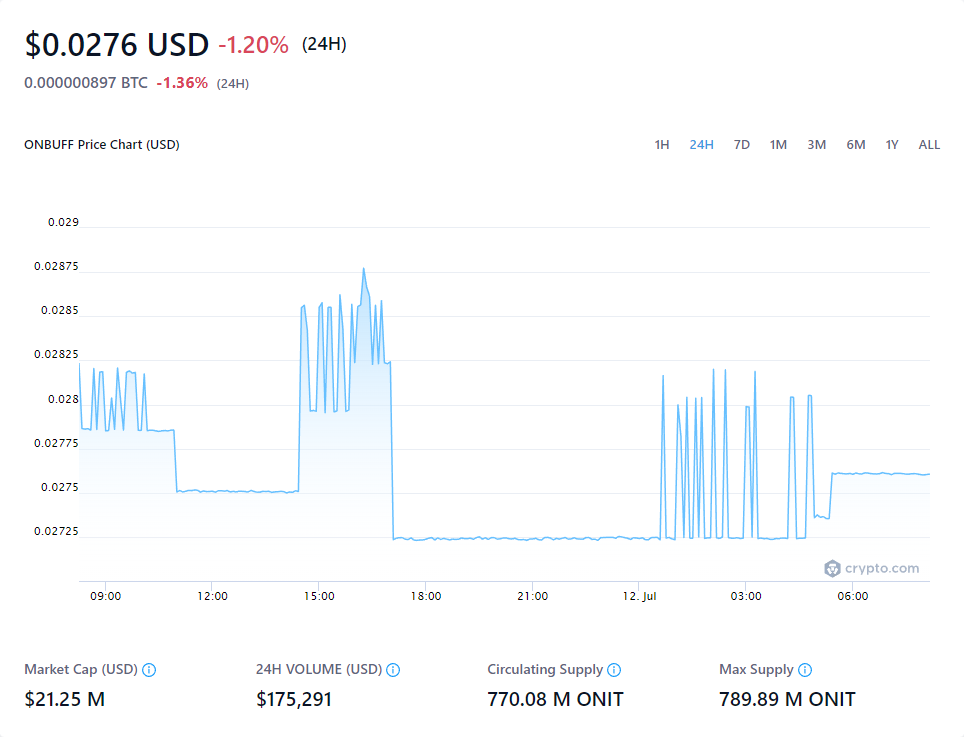 $0.0276 USD -1.20% (24H)
0.000000897 BTC -1.36% (24H)
ONBUFF Price Chart (USD)
1H 24H 7D 1M 3M 6M 1Y ALL
0.029
0.02875
0.0285
0.02825
0.028
0.02775
0.0275
0.02725
crypto.com
09:00 12:00 15:00 18:00 21:00 12. Jul 03:00 06:00
Market Cap (USD) 24H VOLUME (USD) Circulating Supply Max Supply
$21.25 M $175,291 770.08 M ONIT 789.89 M ONIT